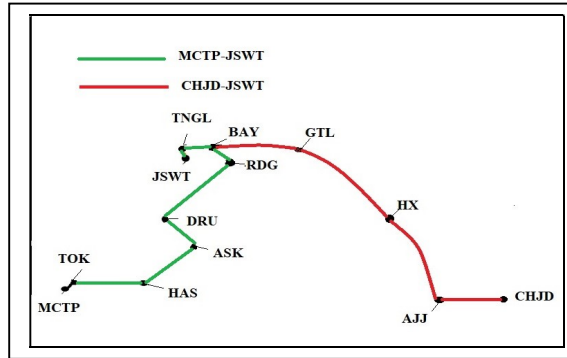 MCTP-JSWT
CHJD-JSWT
TNGL
BAY
GTL
JSWT
RDG
HX
DRU
ASK
TOK
HAS
MCTP
CHJD
AJJ